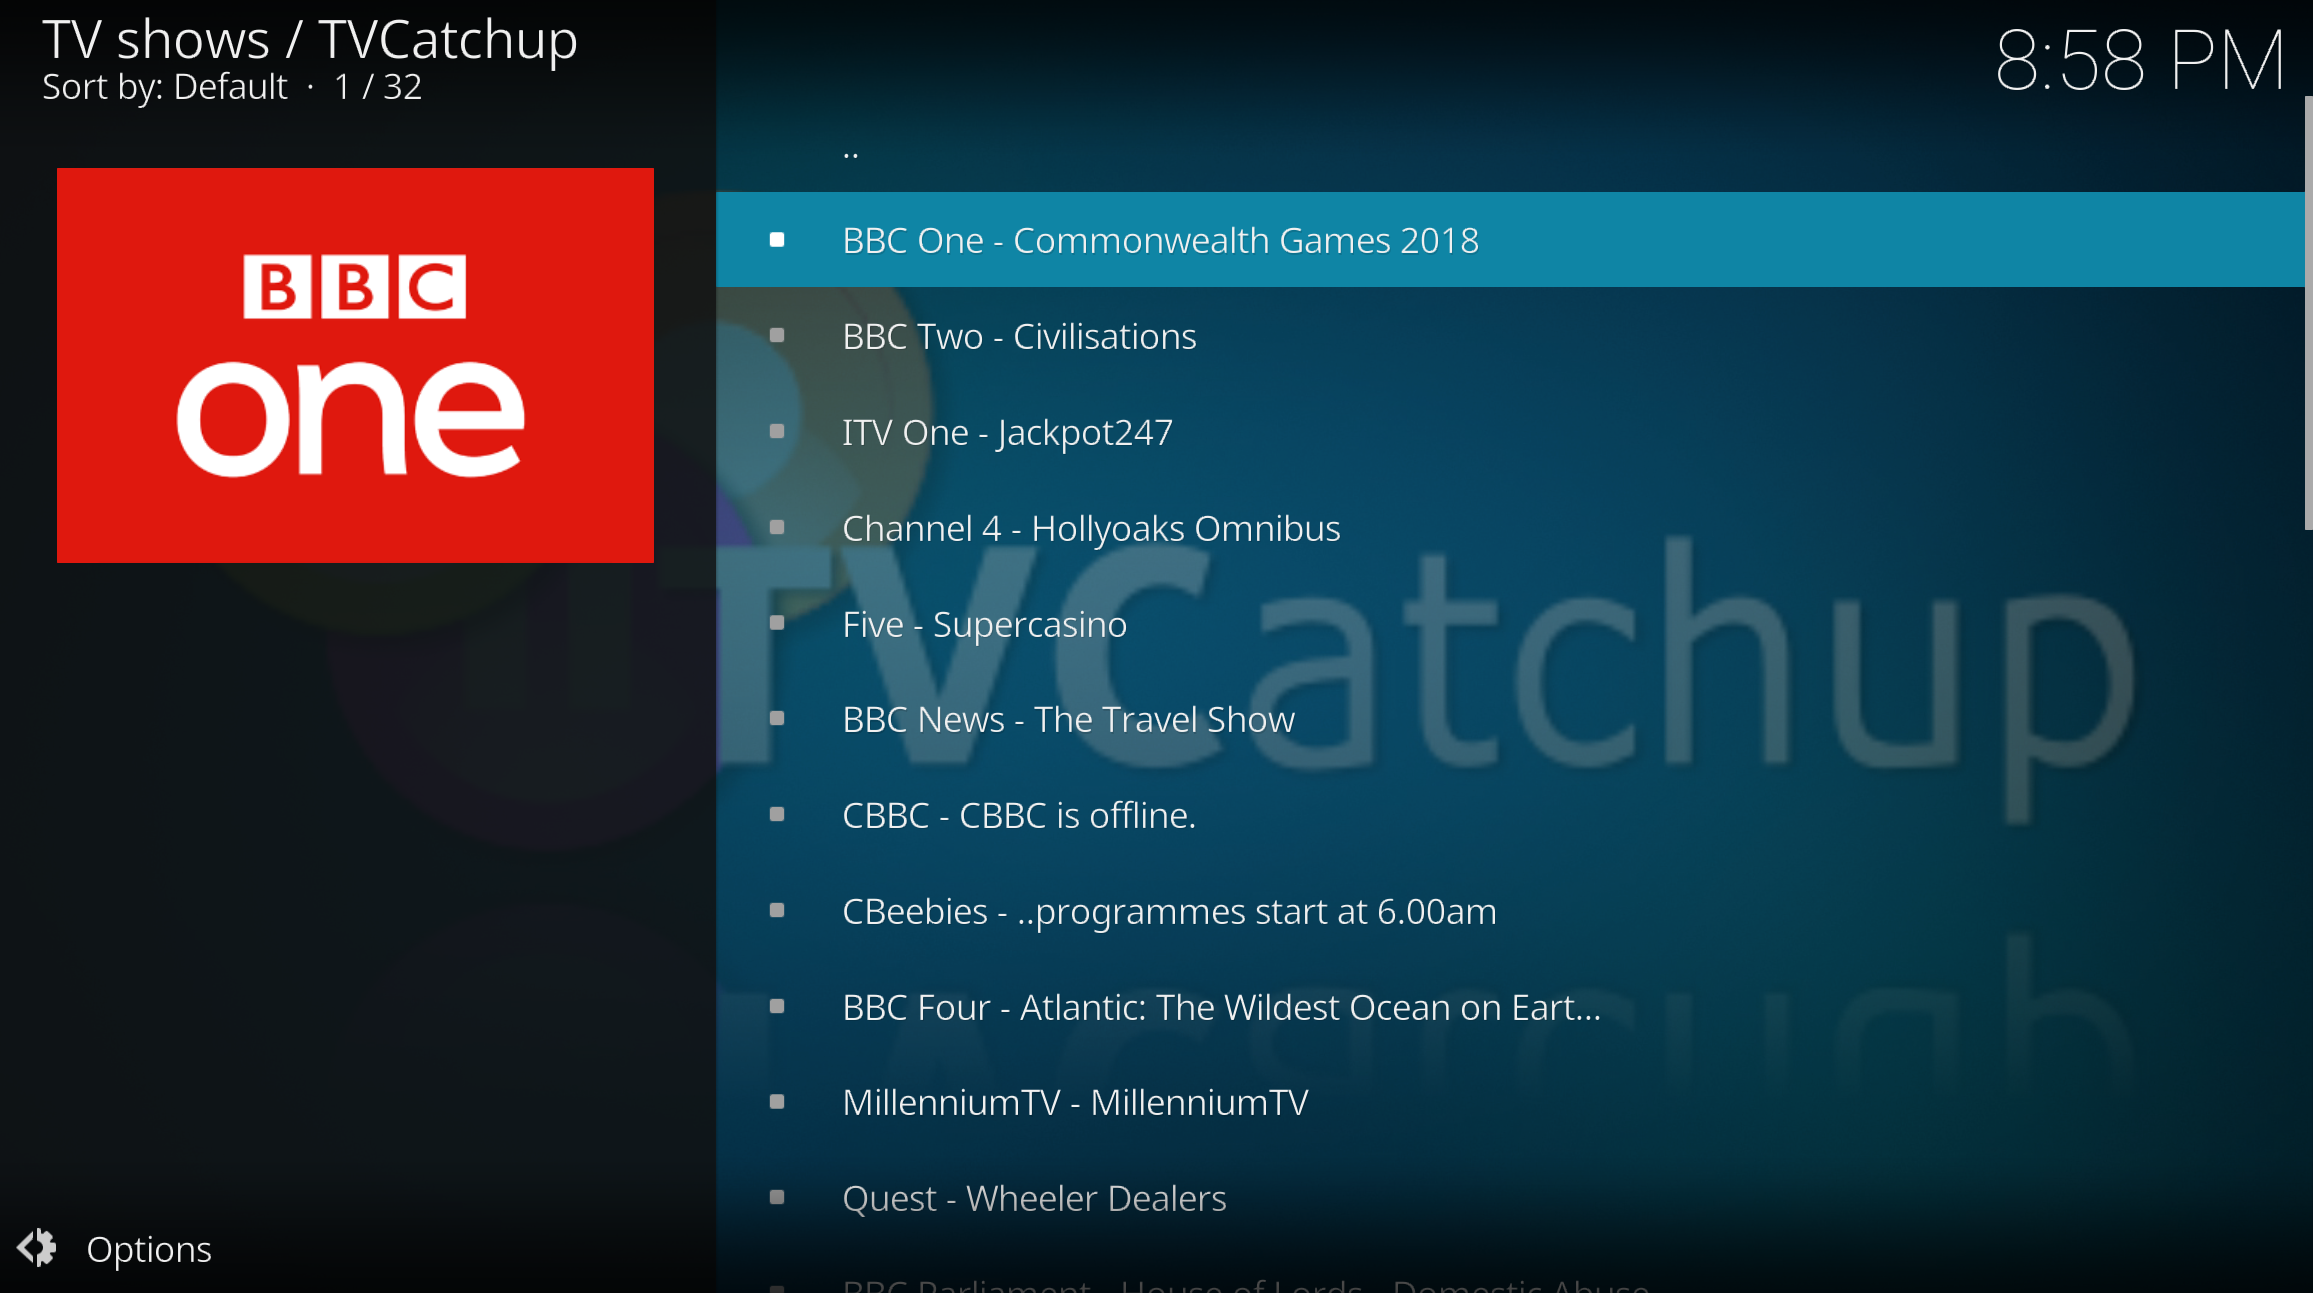 TV shows / TVCatchup
Sort by: Default · 1 / 32
8:58 PM
BBC
one
..
BBC One - Commonwealth Games 2018
BBC Two - Civilisations
ITV One - Jackpot247
Channel 4 - Hollyoaks Omnibus
Five - Supercasino
BBC News - The Travel Show
CBBC - CBBC is offline.
CBeebies - ..programmes start at 6.00am
BBC Four - Atlantic: The Wildest Ocean on Eart...
MillenniumTV - MillenniumTV
Quest - Wheeler Dealers
BBC Parliament - House of Lords - Domestic Abuse
TVCatchup
Options